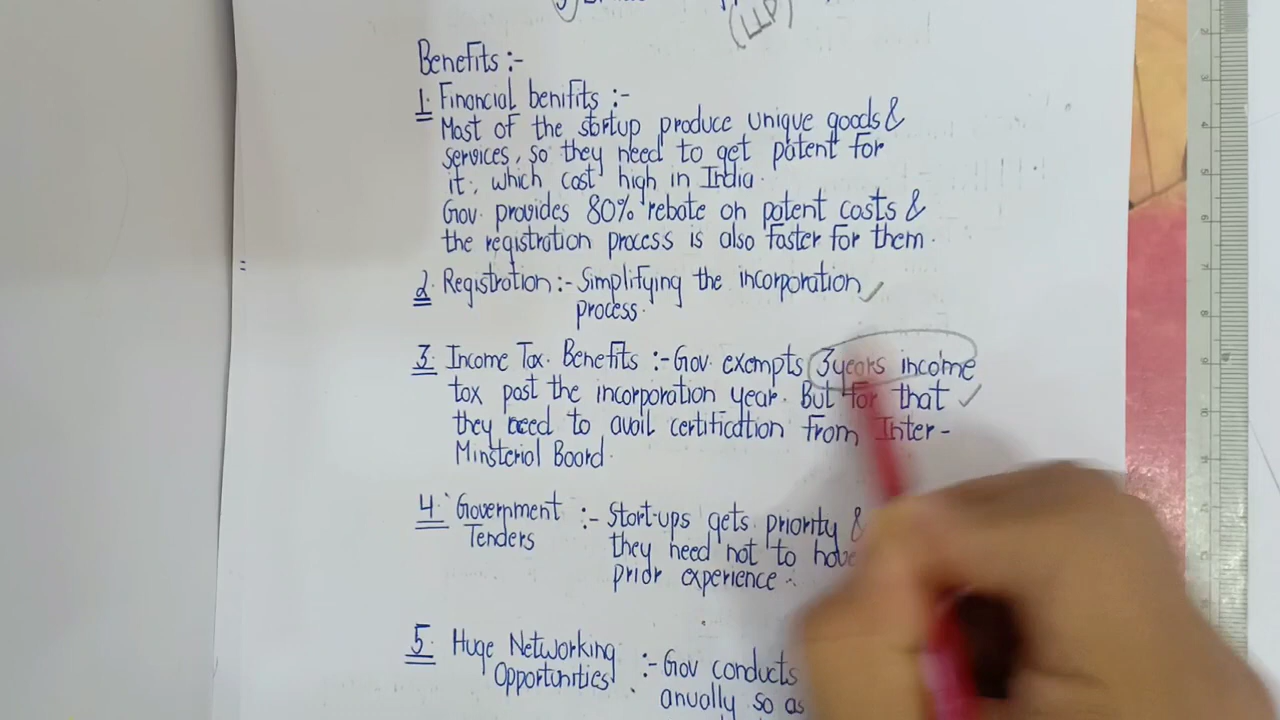 (LLP)
Benefits :-
1. Financial benifits :-
Most of the startup produce unique goods &
services, so they need to get patent for
it, which cost high in India.
Gov. provides 80% rebate on patent costs &
the registration process is also faster for them.
2. Registration :- Simplifying the incorporation
process.
3. Income Tax. Benefits :- Gov. exempts 3years income
tax past the incorporation year. But for that
they need to avail certification from Inter-
Minsterial Board.
4. Government :- Start-ups gets priority &
Tenders they need not to have
prior experience.
5. Huge Networking :- Gov conducts
Opportunities anually so as